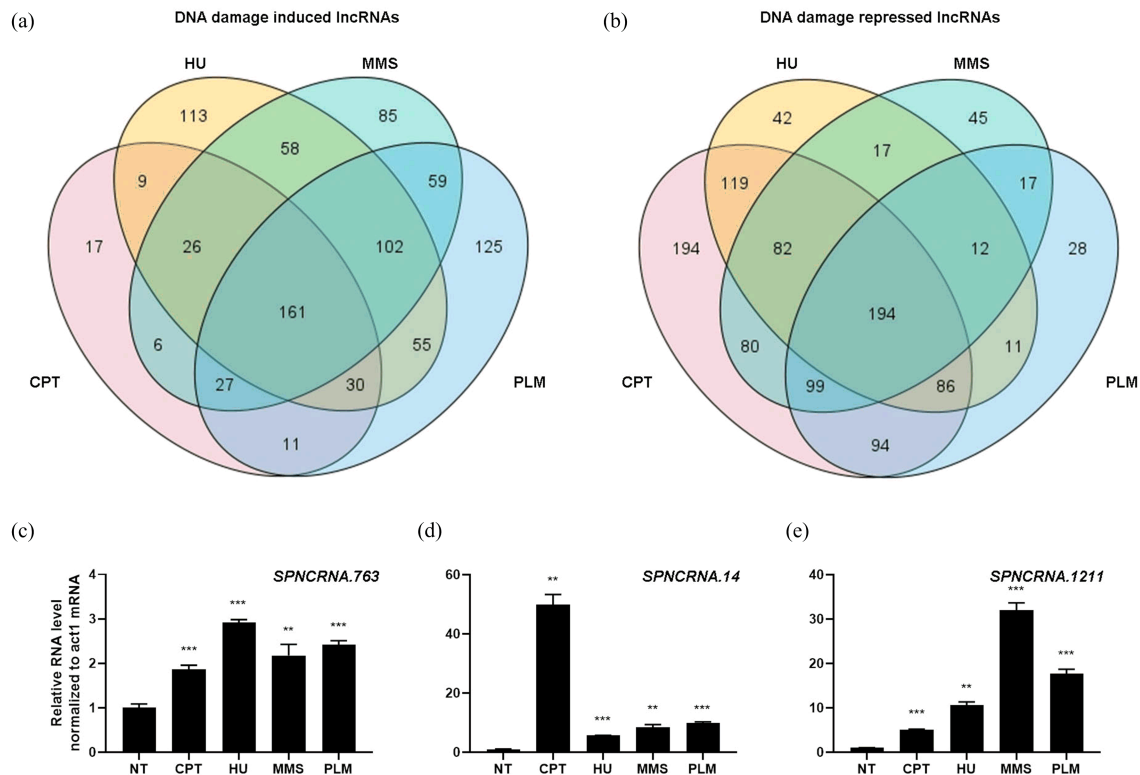 (a)
DNA damage induced lncRNAs
(b)
DNA damage repressed lncRNAs
HU
MMS
HU
MMS
113
85
58
9
59
17
26
102
125
161
6
55
27
30
11
CPT
PLM
42
45
17
119
17
194
82
12
28
194
80
11
99
86
94
CPT
PLM
(c)
(d)
(e)
Relative RNA level
normalized to act1 mRNA
SPNCRNA.763
4
3
2
1
0
***
***
**
***
NT CPT HU MMS PLM
SPNCRNA.14
60
40
20
0
**
***
**
***
NT CPT HU MMS PLM
SPNCRNA.1211
40
30
20
10
0
***
**
***
***
NT CPT HU MMS PLM